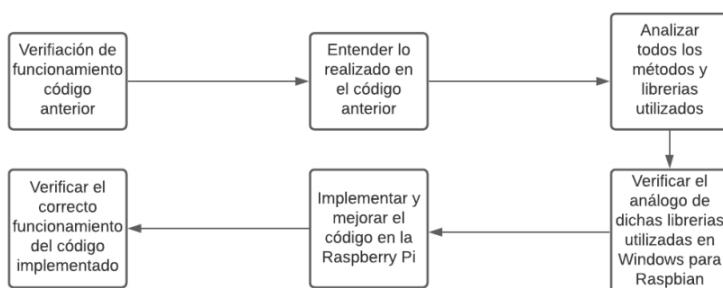 Verifiación de
funcionamiento
código
anterior
Entender lo
realizado en
el código
anterior
Analizar
todos los
métodos y
librerias
utilizados
Verificar el
análogo de
dichas librerias
utilizadas en
Windows para
Raspbian
Implementar y
mejorar el
código en la
Raspberry Pi
Verificar el
correcto
funcionamiento
del código
implementado